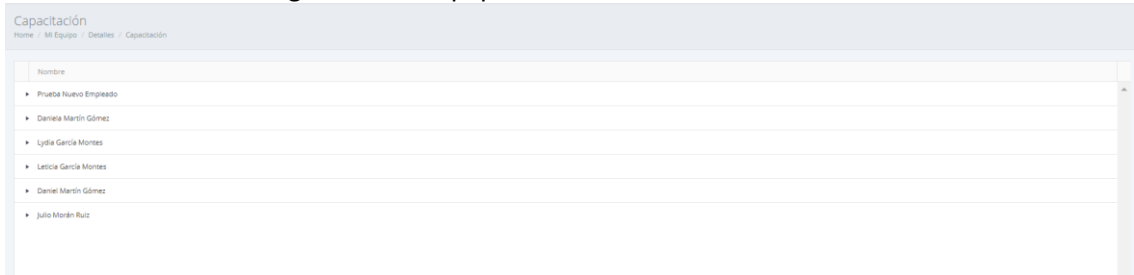 Capacitación
Home / Mi Equipo / Detalles / Capacitación
Nombre
Prueba Nuevo Empleado
Daniela Martín Gómez
Lydia García Montes
Leticia García Montes
Daniel Martín Gómez
Julio Morán Ruiz